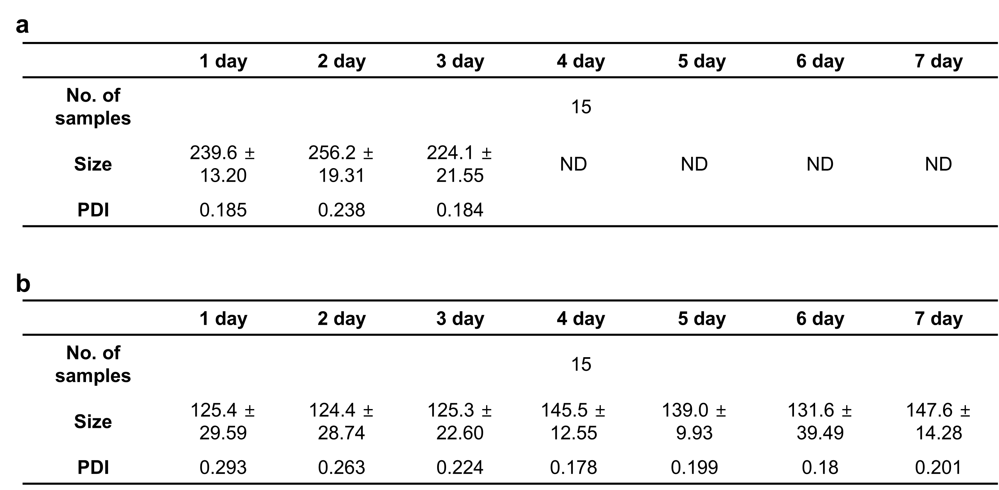 a
1 day 2 day 3 day 4 day 5 day 6 day 7 day
No. of
samples
15
Size
239.6 ± 256.2 ± 224.1 ±
13.20 19.31 21.55
ND ND ND ND
PDI 0.185 0.238 0.184
b
1 day 2 day 3 day 4 day 5 day 6 day 7 day
No. of
samples
15
Size
125.4 ± 124.4 ± 125.3 ± 145.5 ± 139.0 ± 131.6 ± 147.6 ±
29.59 28.74 22.60 12.55 9.93 39.49 14.28
PDI 0.293 0.263 0.224 0.178 0.199 0.18 0.201